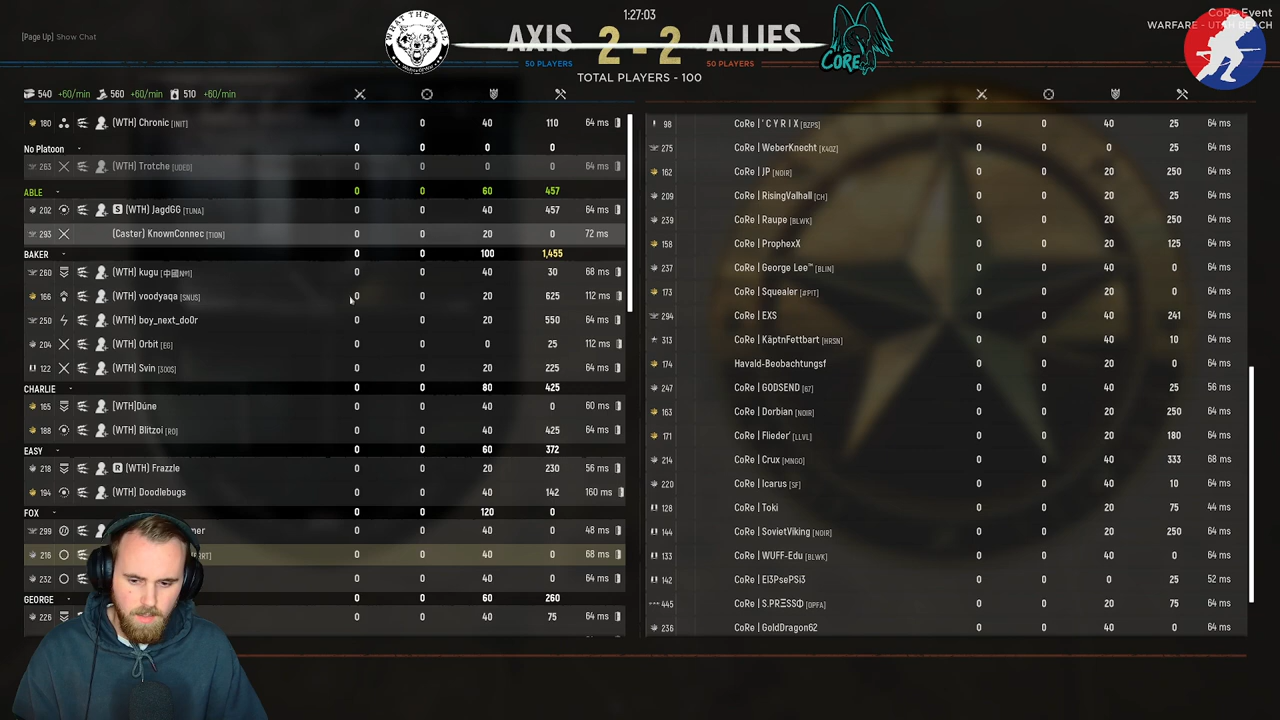 [Page Up] Show Chat
1:27:03
CoRe Event
WARFARE - UTAH BEACH
WHAT THE HELL
AXIS 2 - 2 ALLIES
CORE
50 PLAYERS
50 PLAYERS
TOTAL PLAYERS - 100
540 +60/min 560 +60/min 510 +60/min
180 (WTH) Chronic [INIT] 0 0 40 110 64 ms
No Platoon - 0 0 0 0
263 (WTH) Trotche [UDED] 0 0 0 0 64 ms
ABLE - 0 0 60 457
202 S (WTH) JagdGG [TUNA] 0 0 40 457 64 ms
293 (Caster) KnownConnec [TION] 0 0 20 0 72 ms
BAKER - 0 0 100 1,455
260 (WTH) kugu [中國№1] 0 0 40 30 68 ms
166 (WTH) voodyaqa [SNUS] 0 0 20 625 112 ms
250 (WTH) boy_next_do0r 0 0 20 550 64 ms
204 (WTH) Orbit [EG] 0 0 0 25 112 ms
122 (WTH) Svin [300S] 0 0 20 225 64 ms
CHARLIE - 0 0 80 425
165 [WTH]Dúne 0 0 40 0 60 ms
188 (WTH) Blitzoi [RO] 0 0 40 425 64 ms
EASY - 0 0 60 372
218 R (WTH) Frazzle 0 0 20 230 56 ms
194 (WTH) Doodlebugs 0 0 40 142 160 ms
FOX - 0 0 120 0
299 mer 0 0 40 0 48 ms
216 0 0 40 0 68 ms
232 0 0 40 0 64 ms
GEORGE - 0 0 60 260
226 0 0 40 75 64 ms
98 CoRe | ' C Y R I X [BZPS] 0 0 40 25 64 ms
275 CoRe | WeberKnecht [K4OZ] 0 0 0 25 64 ms
162 CoRe | JP [NOIR] 0 0 20 250 64 ms
209 CoRe | RisingValhall [CH] 0 0 20 25 64 ms
239 CoRe | Raupe [BLWK] 0 0 20 250 64 ms
158 CoRe | ProphexX 0 0 20 125 64 ms
237 CoRe | George Lee™ [BLIN] 0 0 40 0 64 ms
173 CoRe | Squealer [#PIT] 0 0 20 0 64 ms
294 CoRe | EXS 0 0 40 241 64 ms
313 CoRe | KäptnFettbart [HRSN] 0 0 40 10 64 ms
174 Havald-Beobachtungsf 0 0 20 0 64 ms
247 CoRe | GODSEND [67] 0 0 40 25 56 ms
163 CoRe | Dorbian [NOIR] 0 0 20 250 64 ms
171 CoRe | Flieder' [LLVL] 0 0 20 180 64 ms
214 CoRe | Crux [MNGO] 0 0 40 333 68 ms
220 CoRe | Icarus [SF] 0 0 40 10 64 ms
128 CoRe | Toki 0 0 20 75 44 ms
144 CoRe | SovietViking [NOIR] 0 0 20 250 64 ms
133 CoRe | WUFF-Edu [BLWK] 0 0 40 0 64 ms
142 CoRe | El3PsePSi3 0 0 0 25 52 ms
445 CoRe | S.PRΞSSΦ [OPFA] 0 0 20 75 64 ms
236 CoRe | GoldDragon62 0 0 40 0 64 ms